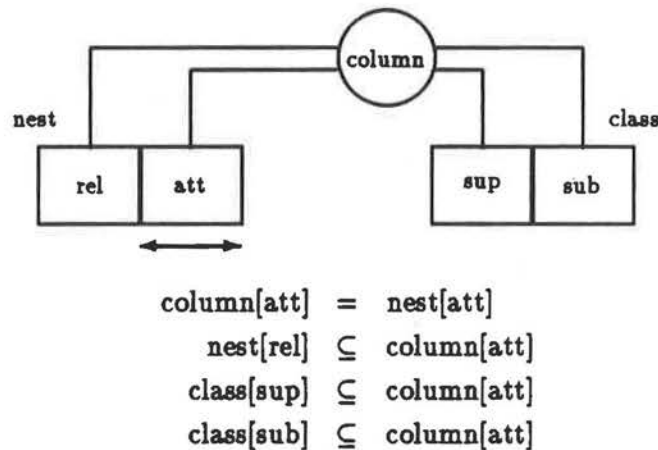 column
nest
class
rel
att
sup
sub
column[att] = nest[att]
nest[rel] ⊆ column[att]
class[sup] ⊆ column[att]
class[sub] ⊆ column[att]